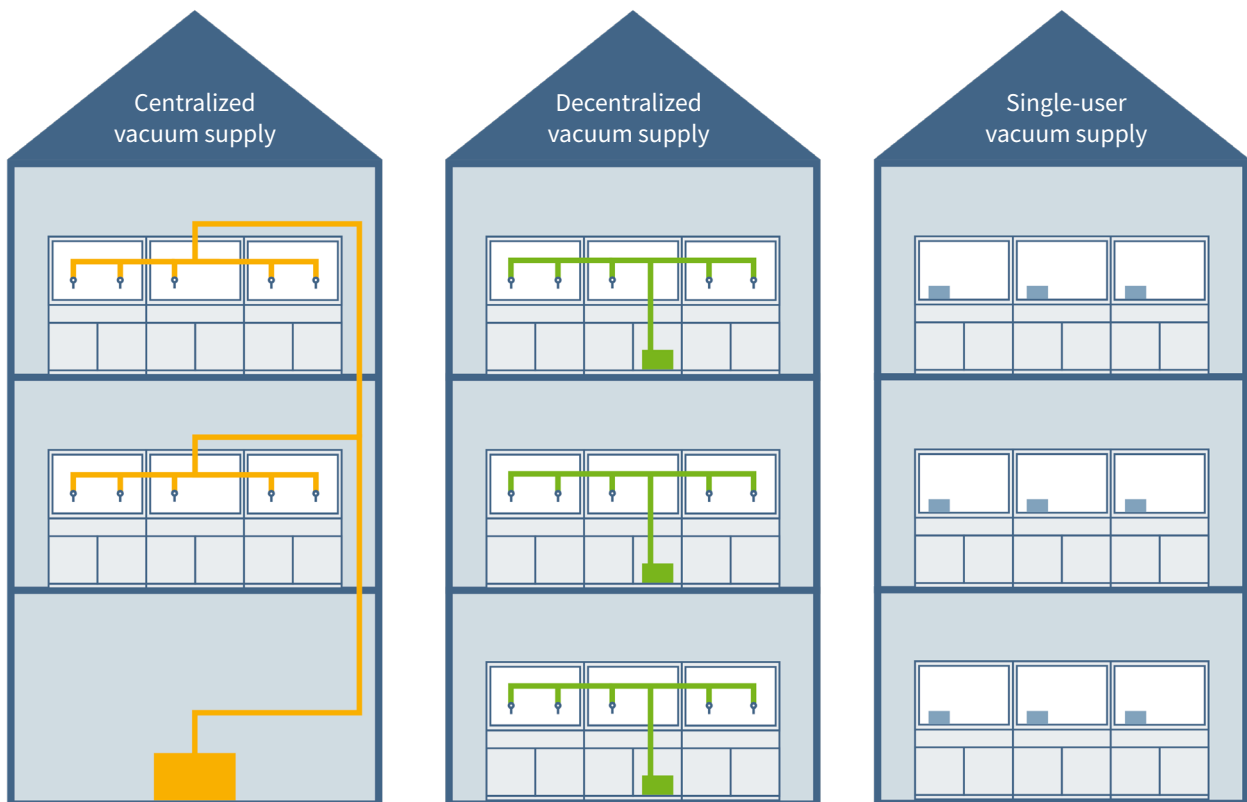 Centralized
vacuum supply
Decentralized
vacuum supply
Single-user
vacuum supply